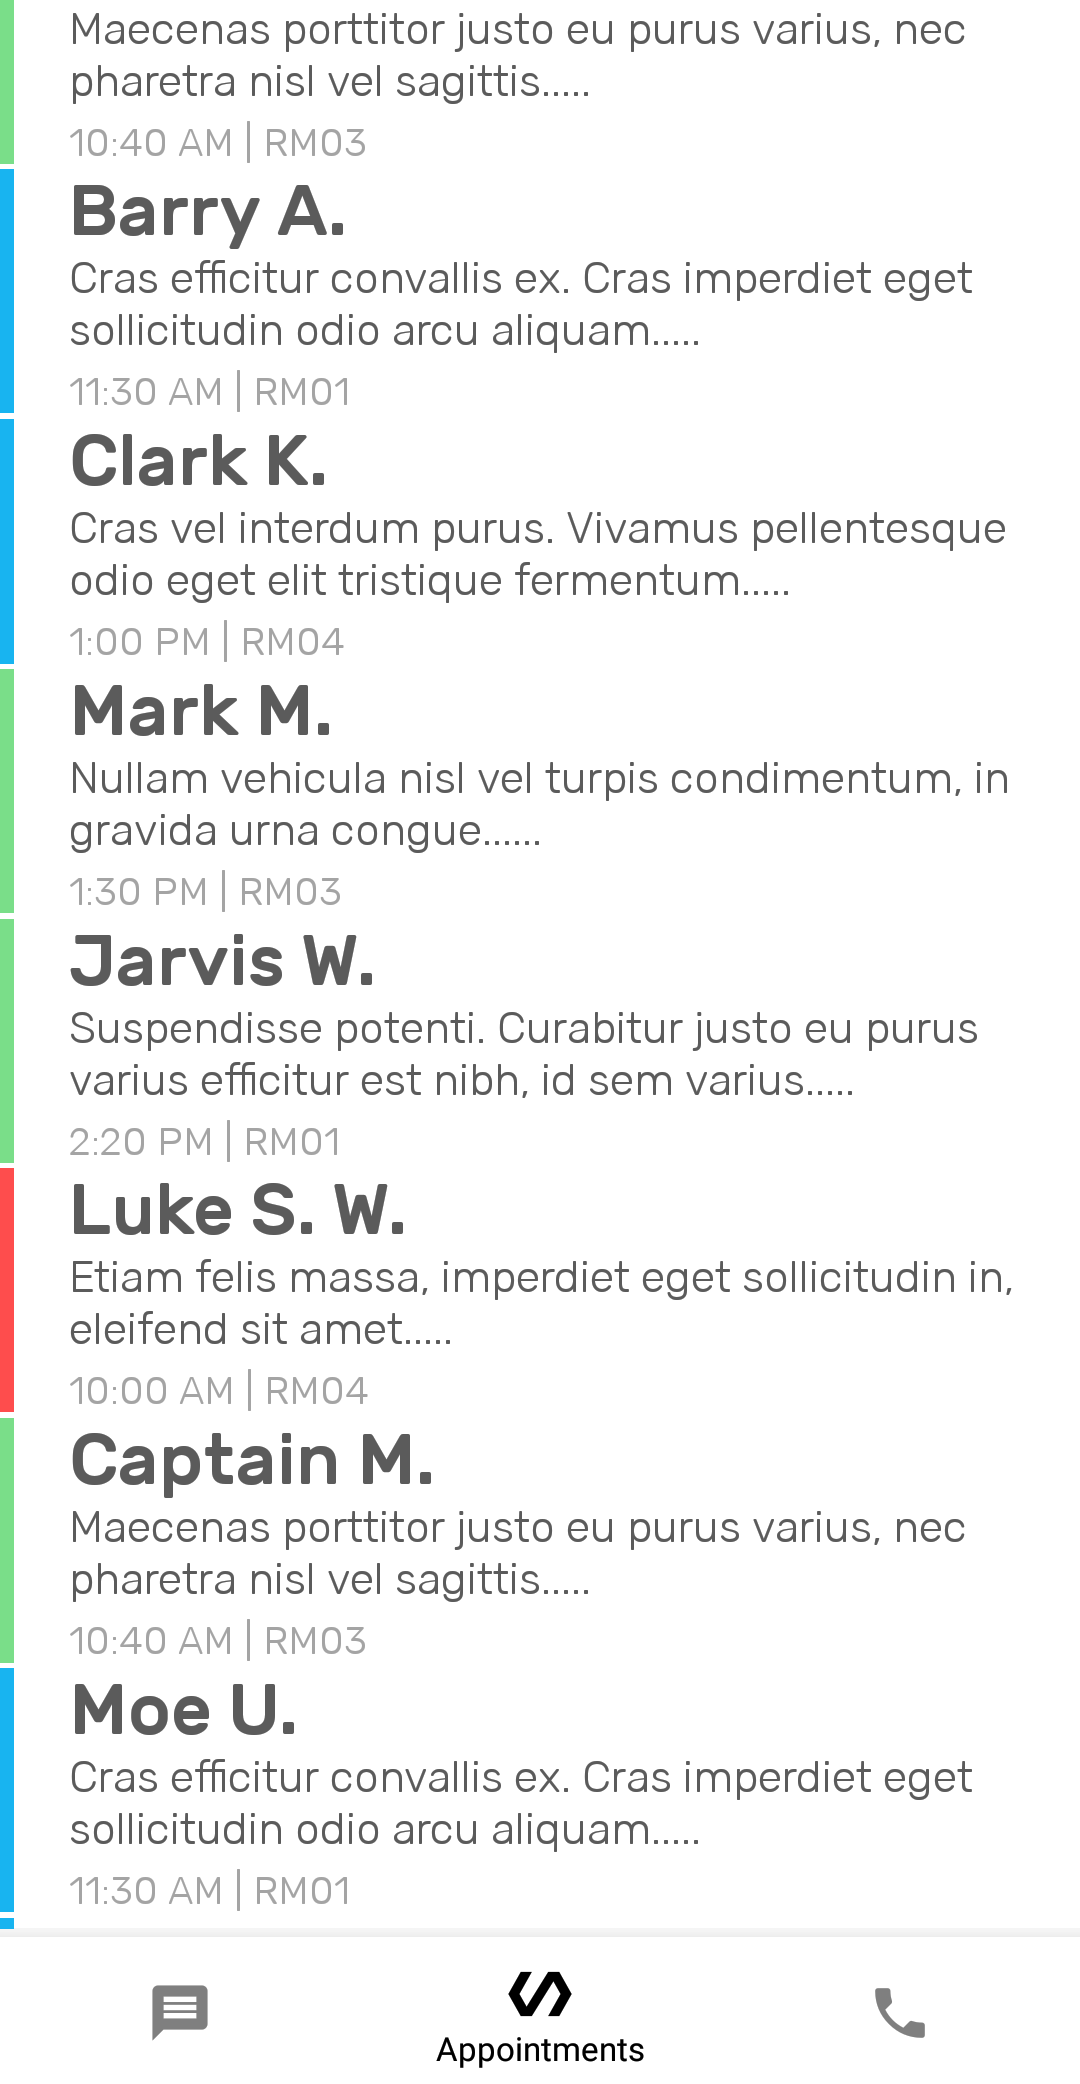 Maecenas porttitor justo eu purus varius, nec
pharetra nisl vel sagittis.....
10:40 AM | RM03
Barry A.
Cras efficitur convallis ex. Cras imperdiet eget
sollicitudin odio arcu aliquam.....
11:30 AM | RM01
Clark K.
Cras vel interdum purus. Vivamus pellentesque
odio eget elit tristique fermentum.....
1:00 PM | RM04
Mark M.
Nullam vehicula nisl vel turpis condimentum, in
gravida urna congue......
1:30 PM | RM03
Jarvis W.
Suspendisse potenti. Curabitur justo eu purus
varius efficitur est nibh, id sem varius.....
2:20 PM | RM01
Luke S. W.
Etiam felis massa, imperdiet eget sollicitudin in,
eleifend sit amet.....
10:00 AM | RM04
Captain M.
Maecenas porttitor justo eu purus varius, nec
pharetra nisl vel sagittis.....
10:40 AM | RM03
Moe U.
Cras efficitur convallis ex. Cras imperdiet eget
sollicitudin odio arcu aliquam.....
11:30 AM | RM01
Appointments